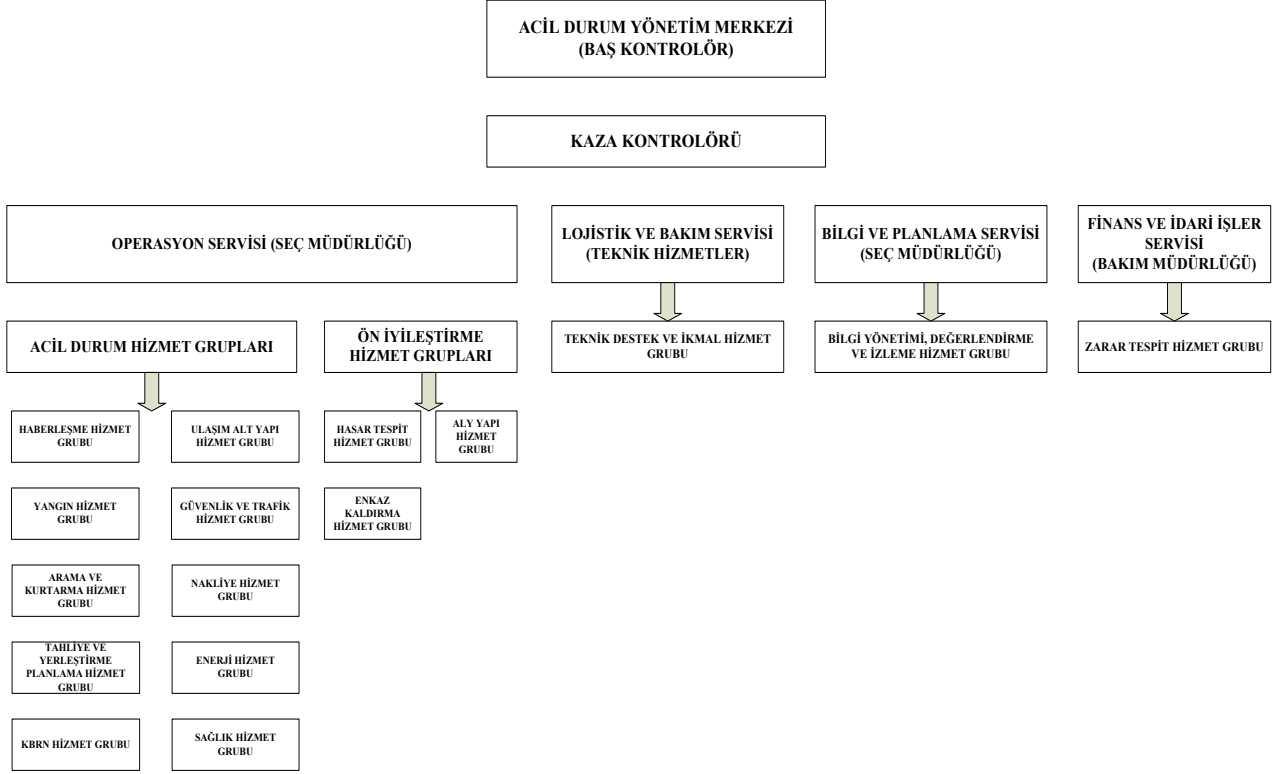 ACİL DURUM YÖNETİM MERKEZİ
(BAŞ KONTROLÖR)
KAZA KONTROLÖRÜ
OPERASYON SERVİSİ (SEÇ MÜDÜRLÜĞÜ)
LOJİSTİK VE BAKIM SERVİSİ
(TEKNİK HİZMETLER)
BİLGİ VE PLANLAMA SERVİSİ
(SEÇ MÜDÜRLÜĞÜ)
FİNANS VE İDARİ İŞLER
SERVİSİ
(BAKIM MÜDÜRLÜĞÜ)
ACİL DURUM HİZMET GRUPLARI
ÖN İYİLEŞTİRME
HİZMET GRUPLARI
TEKNİK DESTEK VE İKMAL HİZMET
GRUBU
BİLGİ YÖNETİMİ, DEĞERLENDİRME
VE İZLEME HİZMET GRUBU
ZARAR TESPİT HİZMET GRUBU
HABERLEŞME HİZMET
GRUBU
ULAŞIM ALT YAPI
HİZMET GRUBU
HASAR TESPİT
HİZMET GRUBU
ALY YAPI
HİZMET
GRUBU
YANGIN HİZMET
GRUBU
GÜVENLİK VE TRAFİK
HİZMET GRUBU
ENKAZ
KALDIRMA
HİZMET GRUBU
ARAMA VE
KURTARMA HİZMET
GRUBU
NAKLİYE HİZMET
GRUBU
TAHLİYE VE
YERLEŞTİRME
PLANLAMA HİZMET
GRUBU
ENERJİ HİZMET
GRUBU
KBRN HİZMET GRUBU
SAĞLIK HİZMET
GRUBU